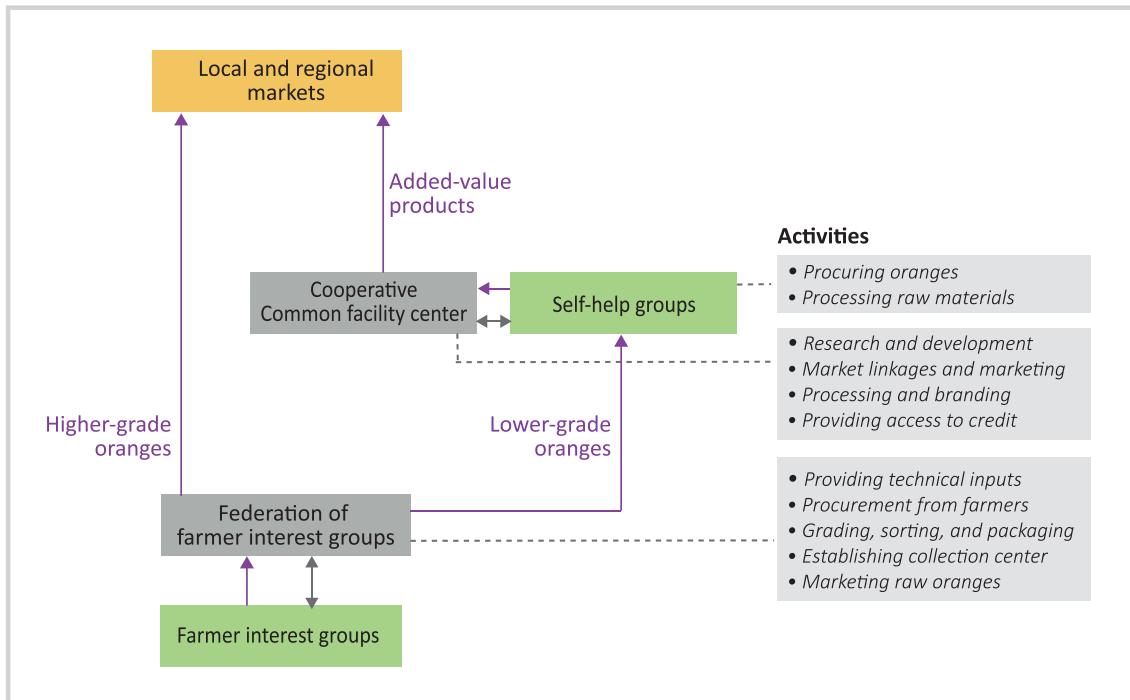 Local and regional
markets
Added-value
products
Cooperative
Common facility center
Self-help groups
Higher-grade
oranges
Lower-grade
oranges
Federation of
farmer interest groups
Farmer interest groups
Activities
• Procuring oranges
• Processing raw materials
• Research and development
• Market linkages and marketing
• Processing and branding
• Providing access to credit
• Providing technical inputs
• Procurement from farmers
• Grading, sorting, and packaging
• Establishing collection center
• Marketing raw oranges